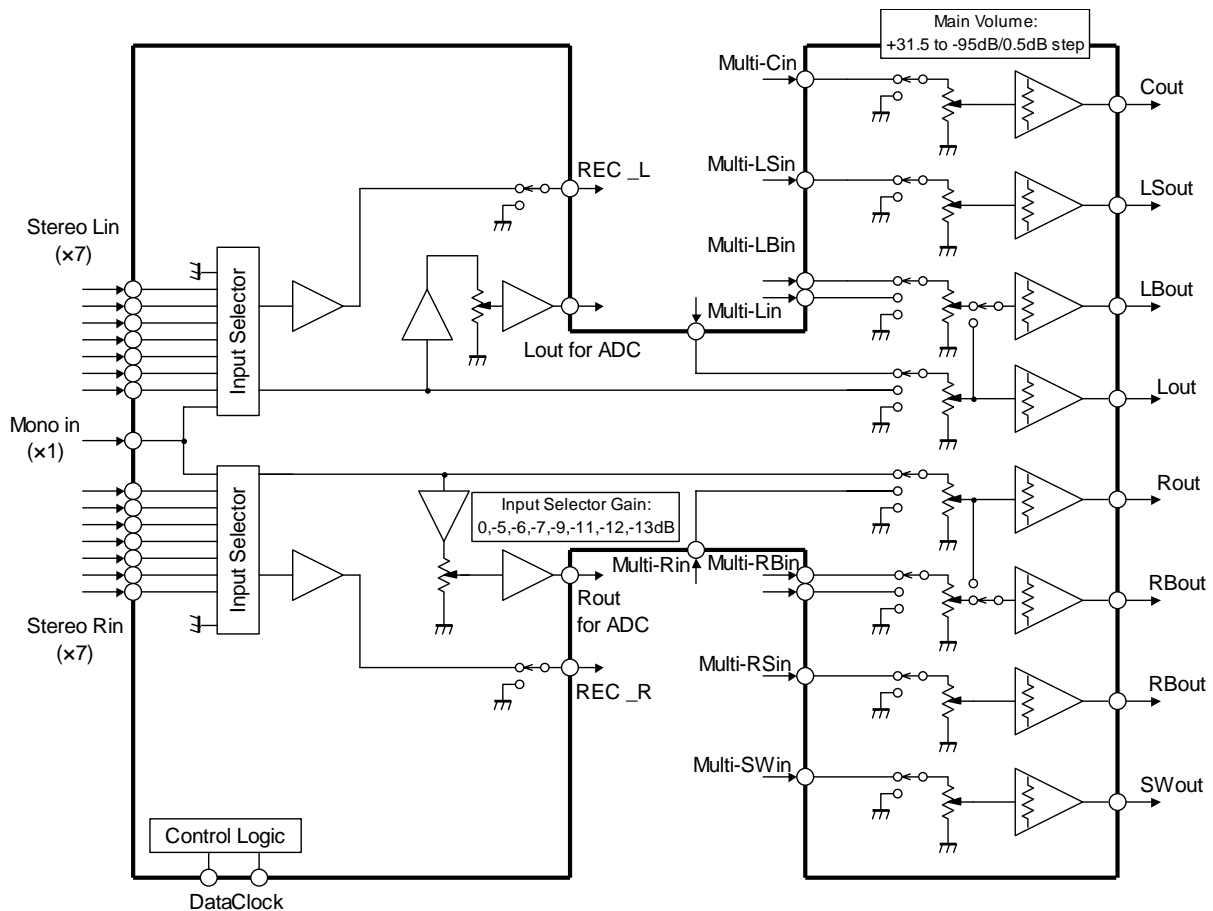 Main Volume:
+31.5 to -95dB/0.5dB step
Multi-Cin
Cout
REC _L
Multi-LSin
LSout
Stereo Lin
(×7)
Input Selector
Multi-LBin
LBout
Multi-Lin
Lout for ADC
Lout
Mono in
(×1)
Input Selector
Input Selector Gain:
0,-5,-6,-7,-9,-11,-12,-13dB
Rout
Multi-Rin
Multi-RBin
Rout
for ADC
RBout
Stereo Rin
(×7)
REC _R
Multi-RSin
RBout
Multi-SWin
SWout
Control Logic
DataClock